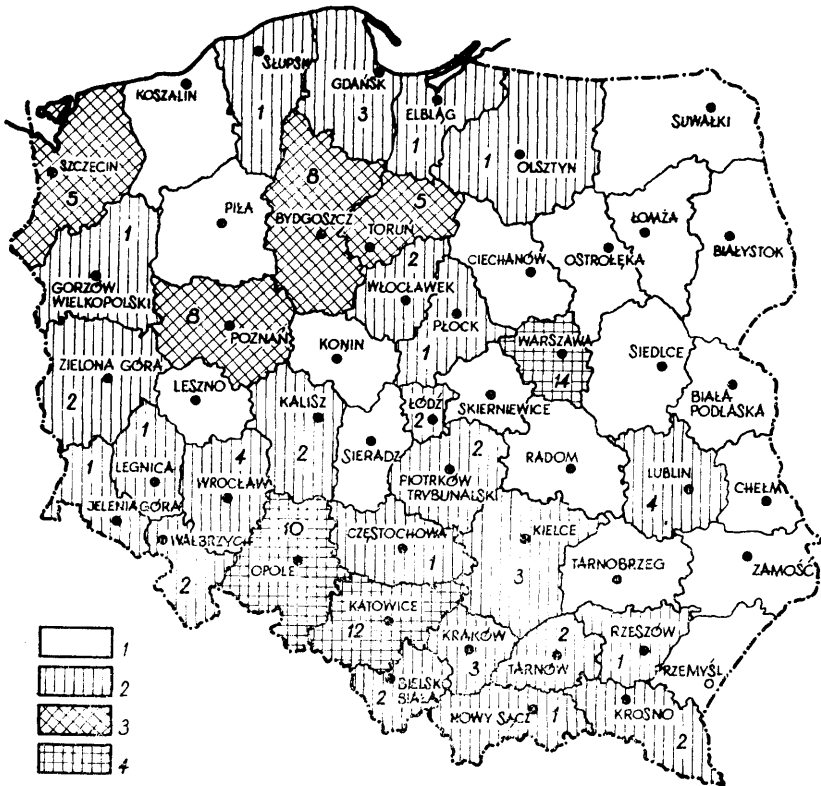 SŁUPSK
1
KOSZALIN
GDAŃSK
3
ELBLĄG
1
1
OLSZTYN
SUWAŁKI
SZCZECIN
5
PIŁA
8
BYDGOSZCZ
5
TORUŃ
CIECHANÓW
OSTROŁĘKA
ŁOMŻA
BIAŁYSTOK
1
GORZÓW
WIELKOPOLSKI
2
WŁOCŁAWEK
PŁOCK
1
8
POZNAŃ
KONIN
WARSZAWA
14
SIEDLCE
BIAŁA
PODLASKA
ZIELONA GÓRA
2
LESZNO
KALISZ
2
ŁÓDŹ
2
SKIERNIEWICE
SIERADZ
1
LEGNICA
1
JELENIA GÓRA
4
WROCŁAW
2
PIOTRKÓW
TRYBUNALSKI
RADOM
LUBLIN
4
CHEŁM
WAŁBRZYCH
2
10
OPOLE
CZĘSTOCHOWA
1
KIELCE
3
TARNOBRZEG
ZAMOŚĆ
KATOWICE
12
KRAKÓW
3
2
TARNÓW
RZESZÓW
1
PRZEMYŚL
BIELSKO
BIAŁA
2
NOWY SĄCZ
1
KROSNO
2
1
2
3
4